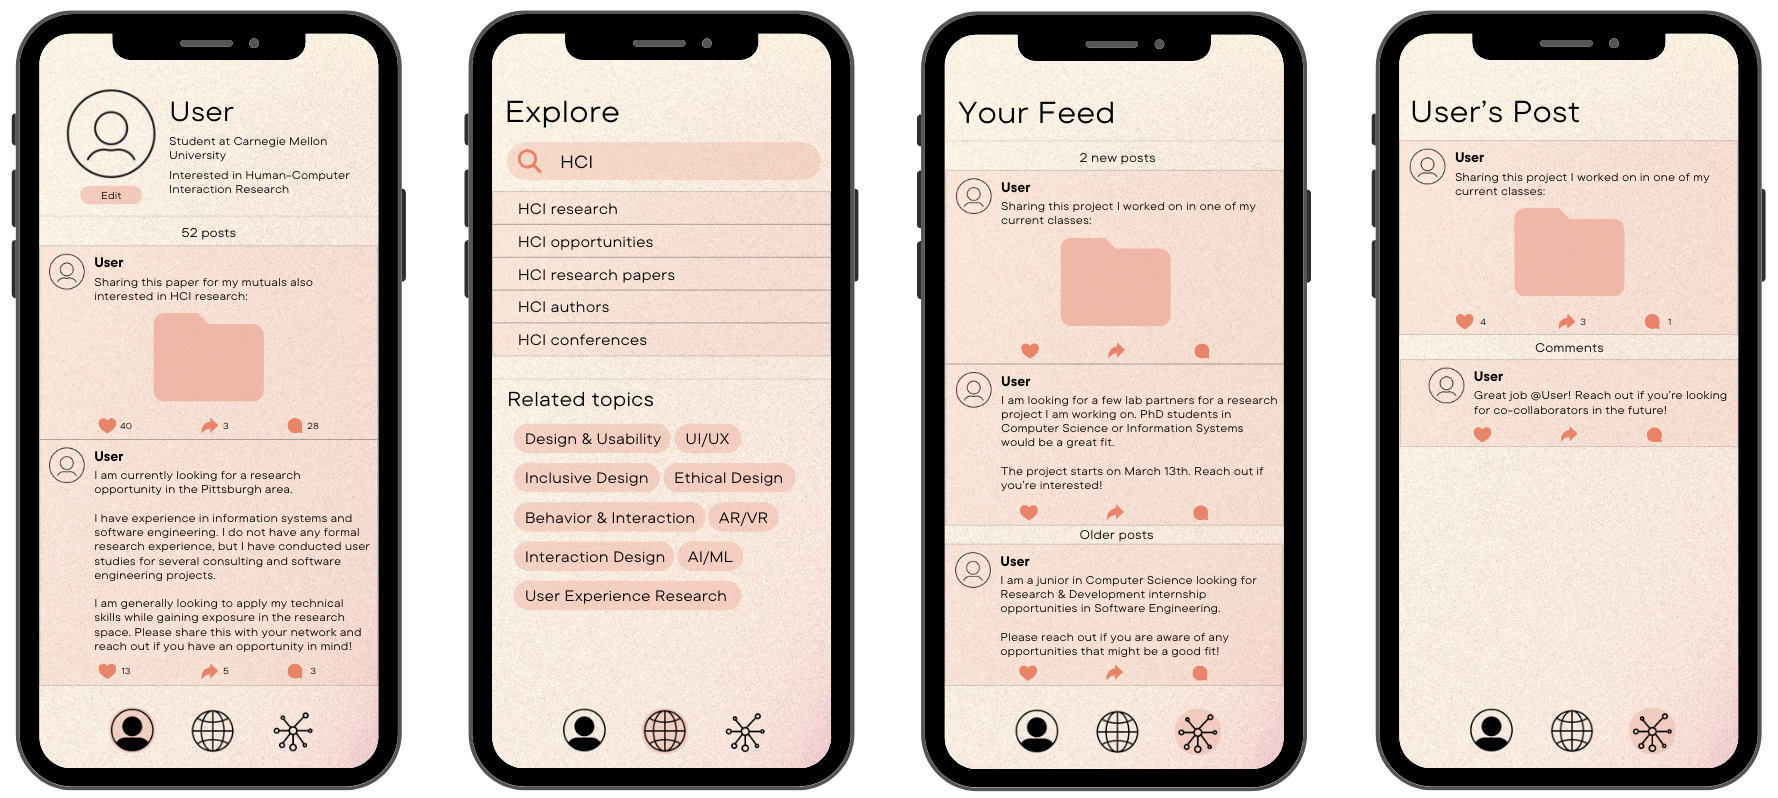 User
Student at Carnegie Mellon
University
Interested in Human-Computer
Interaction Research
Edit
52 posts
User
Sharing this paper for my mutuals also
interested in HCI research:
40 3 28
User
I am currently looking for a research
opportunity in the Pittsburgh area.
I have experience in information systems and
software engineering. I do not have any formal
research experience, but I have conducted user
studies for several consulting and software
engineering projects.
I am generally looking to apply my technical
skills while gaining exposure in the research
space. Please share this with your network and
reach out if you have an opportunity in mind!
13 5 3
Explore
HCI
HCI research
HCI opportunities
HCI research papers
HCI authors
HCI conferences
Related topics
Design & Usability UI/UX
Inclusive Design Ethical Design
Behavior & Interaction AR/VR
Interaction Design AI/ML
User Experience Research
Your Feed
2 new posts
User
Sharing this project I worked on in one of my
current classes:
User
I am looking for a few lab partners for a research
project I am working on. PhD students in
Computer Science or Information Systems
would be a great fit.
The project starts on March 13th. Reach out if
you're interested!
Older posts
User
I am a junior in Computer Science looking for
Research & Development internship
opportunities in Software Engineering.
Please reach out if you are aware of any
opportunities that might be a good fit!
User's Post
User
Sharing this project I worked on in one of my
current classes:
4 3 1
Comments
User
Great job @User! Reach out if you're looking
for co-collaborators in the future!